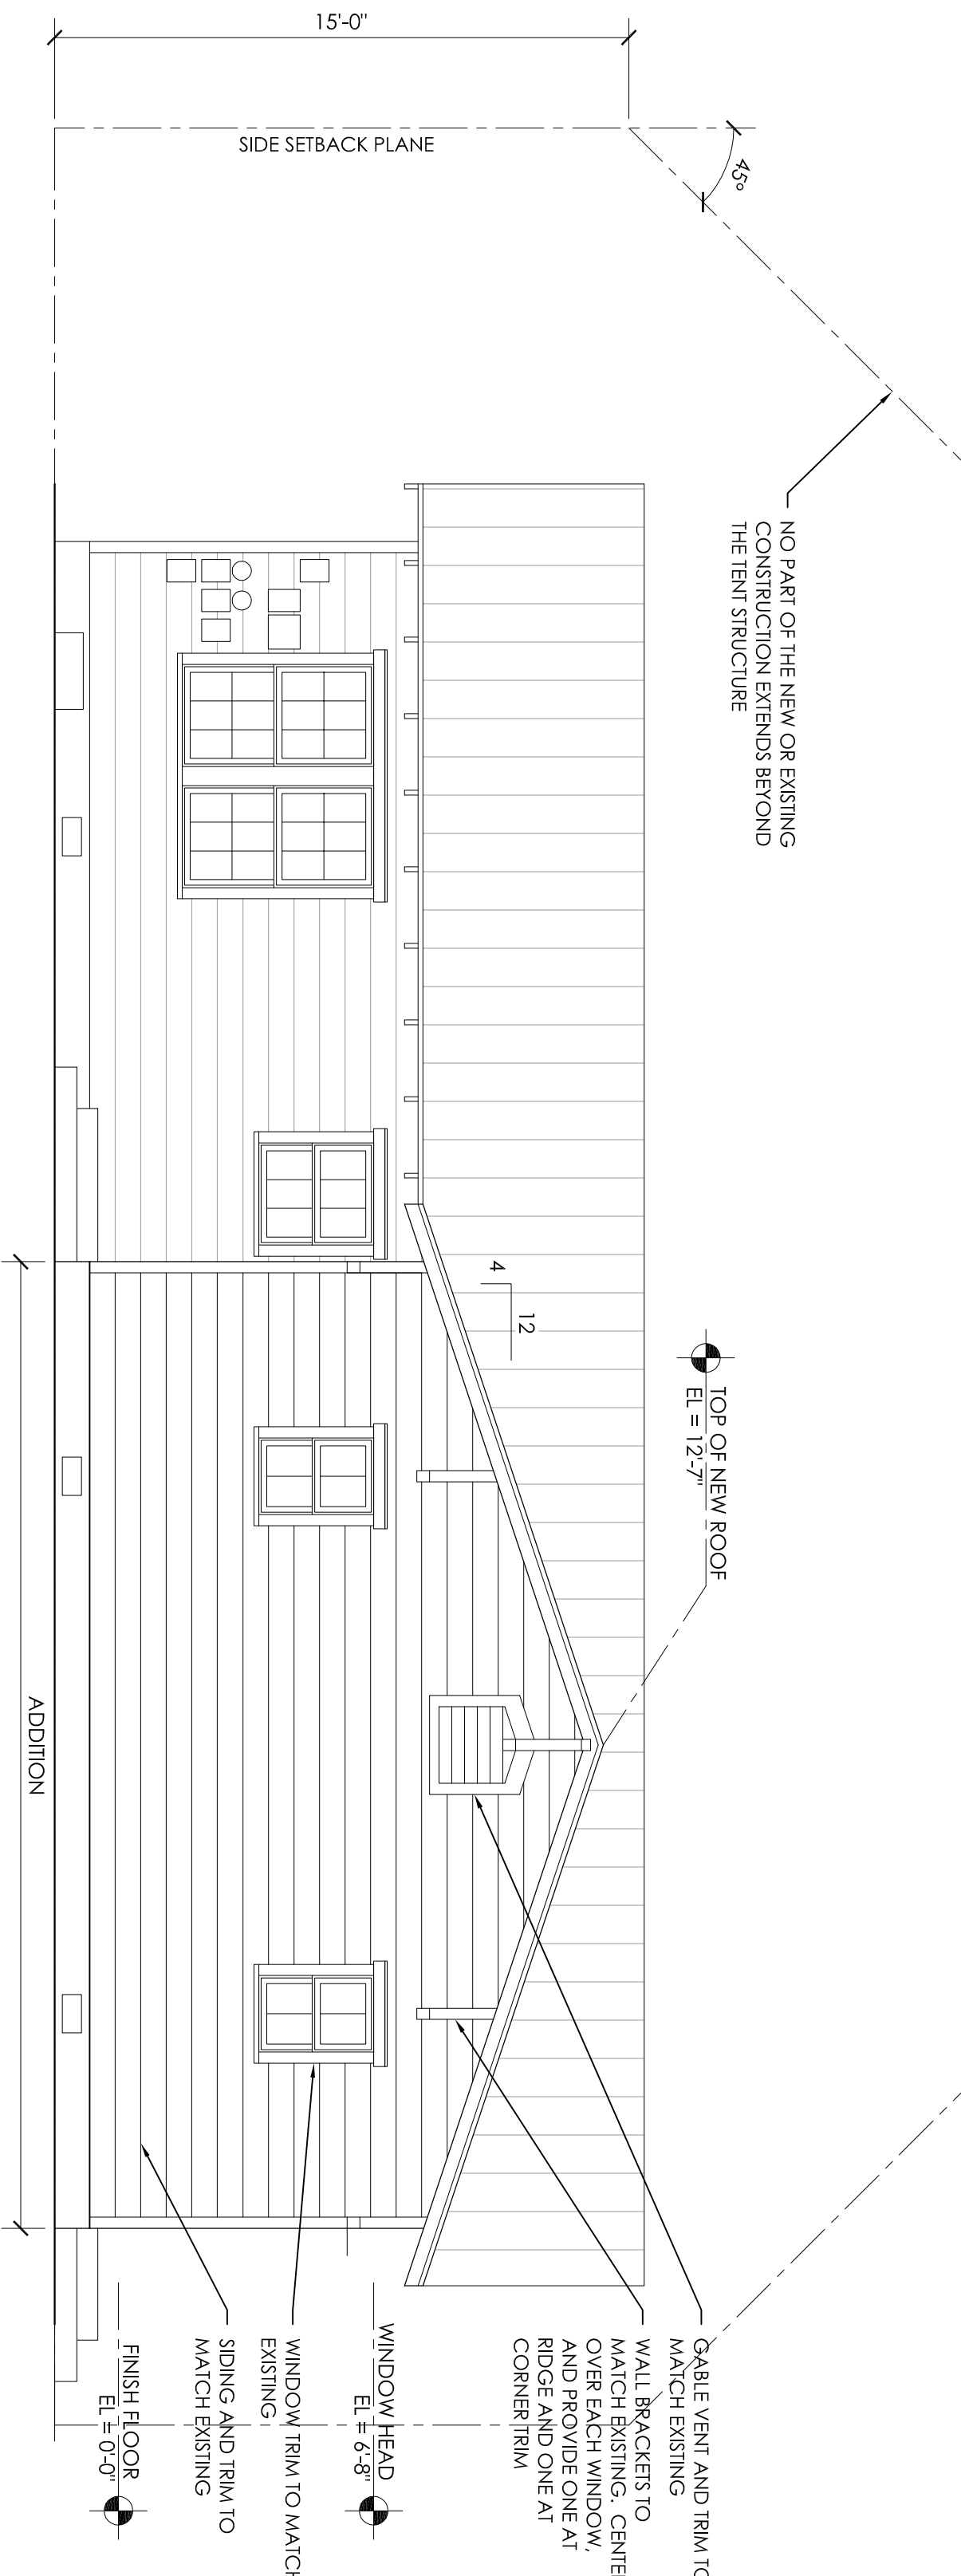 15'-0"
SIDE SETBACK PLANE
45°
NO PART OF THE NEW OR EXISTING
CONSTRUCTION EXTENDS BEYOND
THE TENT STRUCTURE
4
12
TOP OF NEW ROOF
EL = 12'-7"
ADDITION
GABLE VENT AND TRIM TO
MATCH EXISTING
WALL BRACKETS TO
MATCH EXISTING. CENTE
OVER EACH WINDOW,
AND PROVIDE ONE AT
RIDGE AND ONE AT
CORNER TRIM
WINDOW HEAD
EL = 6'-8"
WINDOW TRIM TO MATCH
EXISTING
SIDING AND TRIM TO
MATCH EXISTING
FINISH FLOOR
EL = 0'-0"